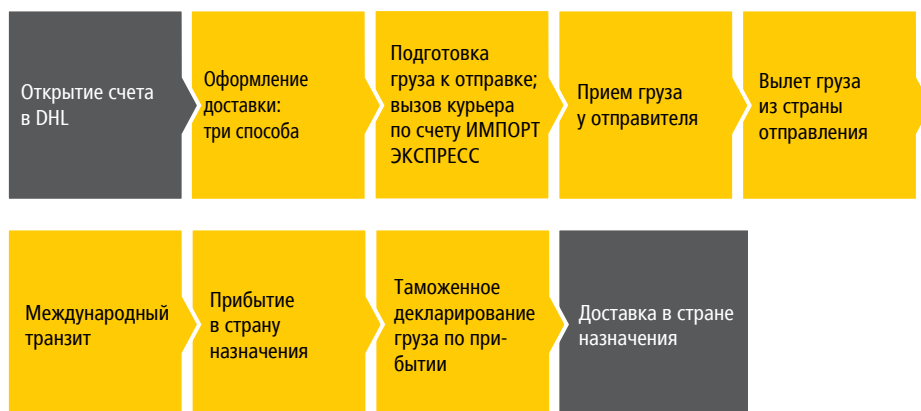 Открытие счета
в DHL
Оформление
доставки:
три способа
Подготовка
груза к отправке;
вызов курьера
по счету ИМПОРТ
ЭКСПРЕСС
Прием груза
у отправителя
Вылет груза
из страны
отправления
Международный
транзит
Прибытие
в страну
назначения
Таможенное
декларирование
груза по при-
бытии
Доставка в стране
назначения